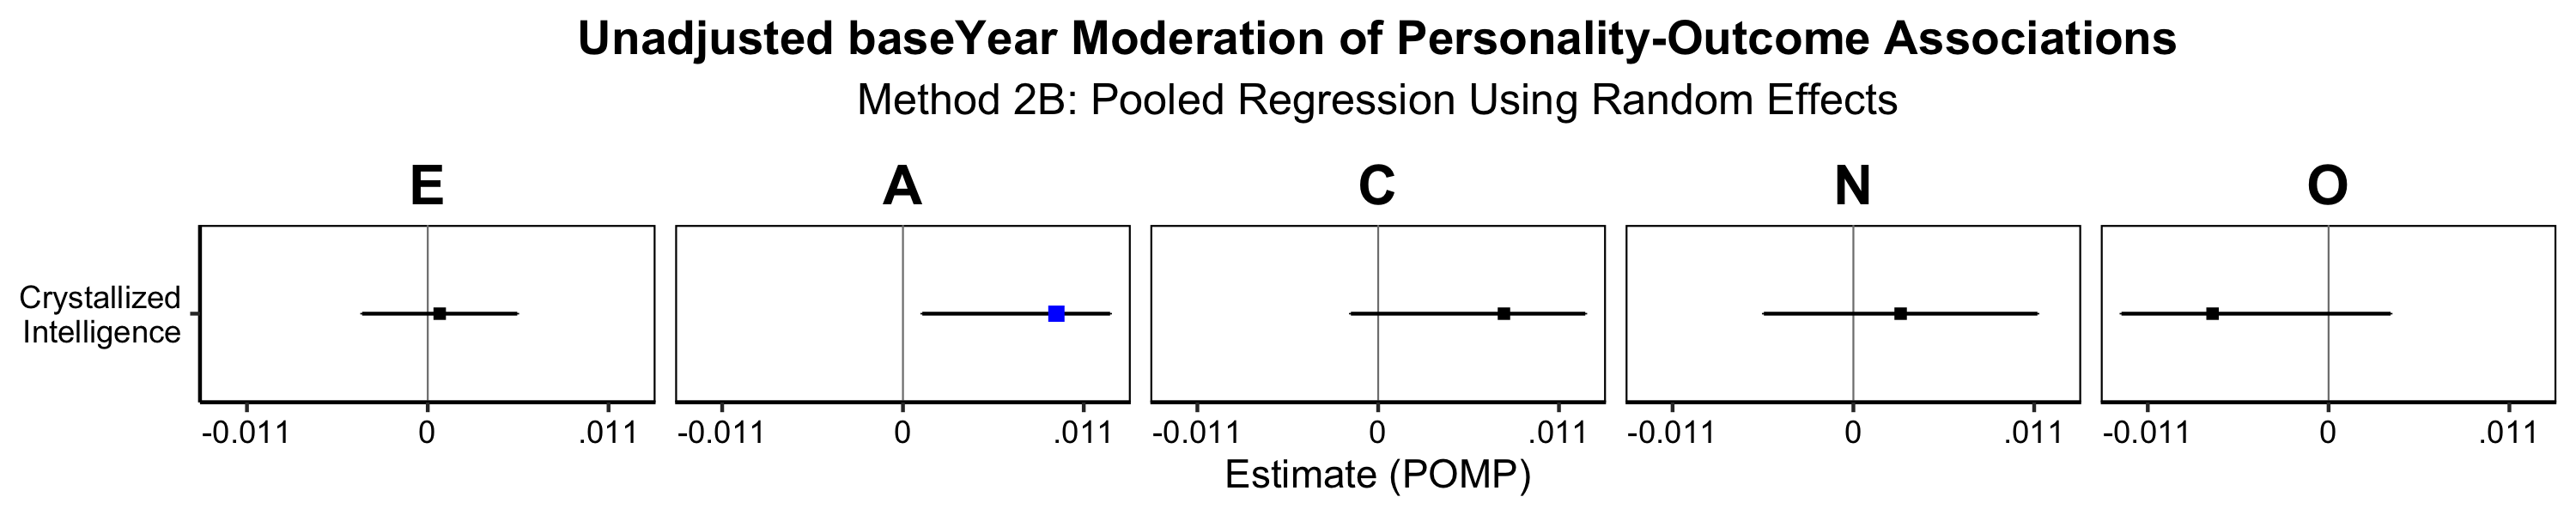 Unadjusted baseYear Moderation of Personality-Outcome Associations
Method 2B: Pooled Regression Using Random Effects
E A C N O
Crystallized
Intelligence
-0.011 0 .011 -0.011 0 .011 -0.011 0 .011 -0.011 0 .011 -0.011 0 .011
Estimate (POMP)